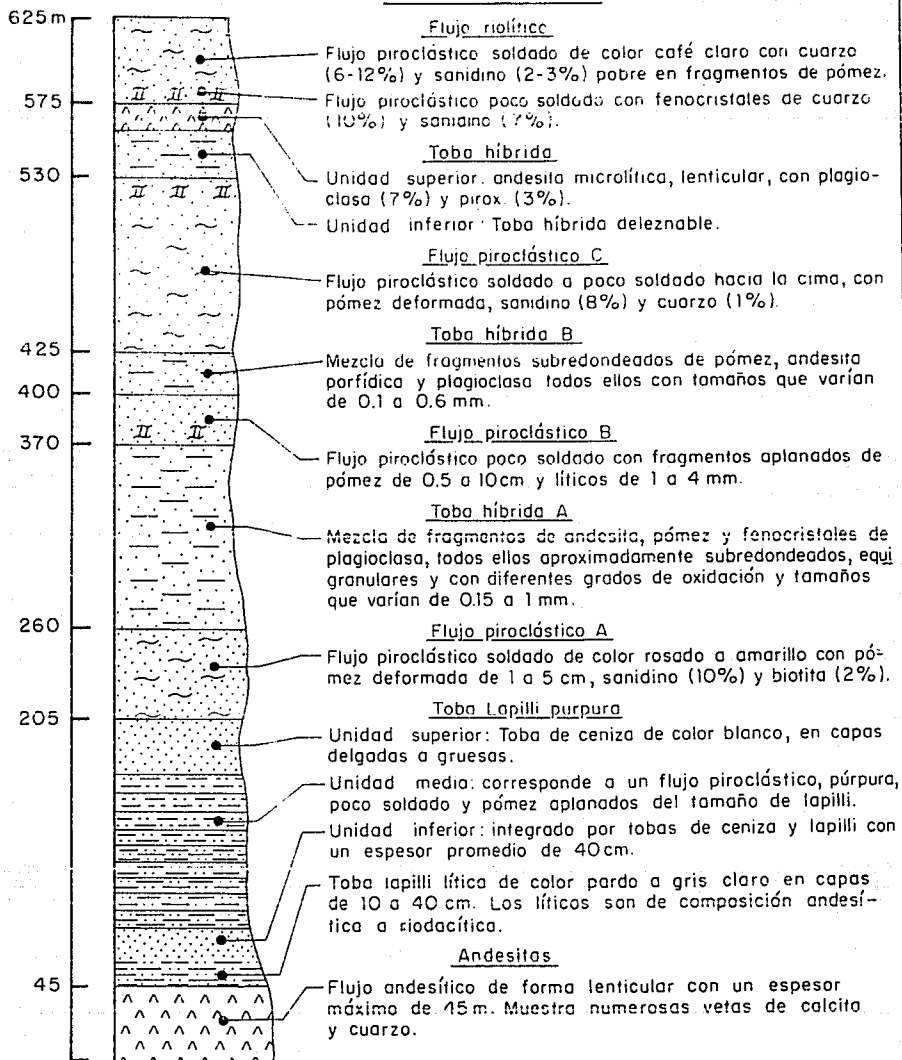 625 m
Flujo riolítico
Flujo piroclástico soldado de color café claro con cuarzo
(6-12%) y sanidino (2-3%) pobre en fragmentos de pómez.
575
Flujo piroclástico poco soldado con fenocristales de cuarzo
(10%) y sanidino (7%).
Toba híbrida
530
Unidad superior. andesita microlítica, lenticular, con plagio-
clasa (7%) y pirox. (3%).
Unidad inferior: Toba híbrida deleznable.
Flujo piroclástico C
Flujo piroclástico soldado a poco soldado hacia la cima, con
pómez deformada, sanidino (8%) y cuarzo (1%).
Toba híbrida B
425
Mezcla de fragmentos subredondeados de pómez, andesita
porfídica y plagioclasa todos ellos con tamaños que varían
de 0.1 a 0.6 mm.
400
Flujo piroclástico B
370
Flujo piroclástico poco soldado con fragmentos aplanados de
pómez de 0.5 a 10cm y líticos de 1 a 4 mm.
Toba híbrida A
Mezcla de fragmentos de andesita, pómez y fenocristales de
plagioclasa, todos ellos aproximadamente subredondeados, equi
granulares y con diferentes grados de oxidación y tamaños
que varían de 0.15 a 1 mm.
260
Flujo piroclástico A
Flujo piroclástico soldado de color rosado a amarillo con pó-
mez deformada de 1 a 5 cm, sanidino (10%) y biotita (2%).
205
Toba Lapilli purpura
Unidad superior: Toba de ceniza de color blanco, en capas
delgadas a gruesas.
Unidad media: corresponde a un flujo piroclástico, púrpura,
poco soldado y pómez aplanados del tamaño de lapilli.
Unidad inferior: integrado por tobas de ceniza y lapilli con
un espesor promedio de 40cm.
Toba lapilli lítica de color pardo a gris claro en capas
de 10 a 40 cm. Los líticos son de composición andesí-
tica a riodacítica.
Andesitas
45
Flujo andesítico de forma lenticular con un espesor
máximo de 45 m. Muestra numerosas vetas de calcita
y cuarzo.